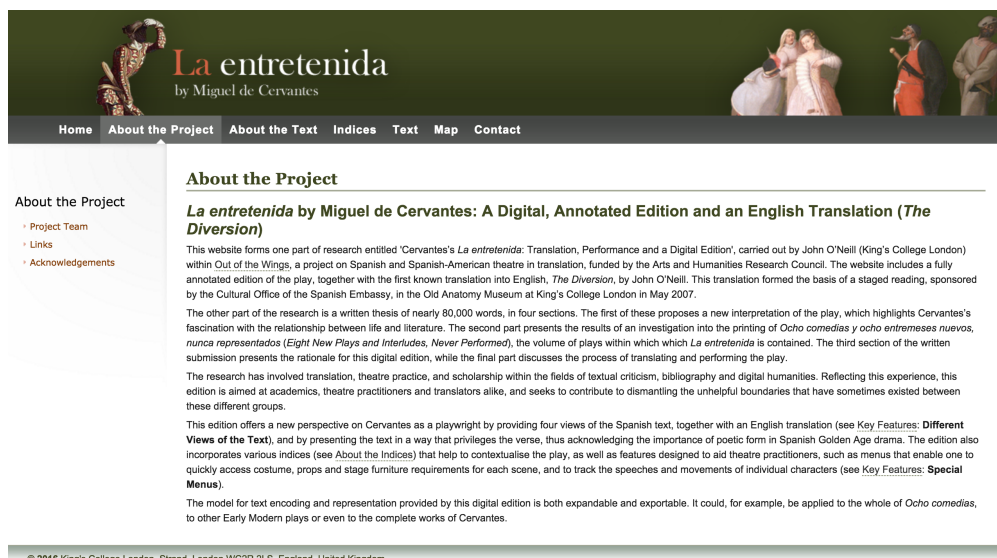 La entretenida
by Miguel de Cervantes
Home About the Project About the Text Indices Text Map Contact
About the Project
Project Team
Links
Acknowledgements
About the Project
La entretenida by Miguel de Cervantes: A Digital, Annotated Edition and an English Translation (The
Diversion)
This website forms one part of research entitled 'Cervantes's La entretenida: Translation, Performance and a Digital Edition', carried out by John O'Neill (King's College London)
within Out of the Wings, a project on Spanish and Spanish-American theatre in translation, funded by the Arts and Humanities Research Council. The website includes a fully
annotated edition of the play, together with the first known translation into English, The Diversion, by John O'Neill. This translation formed the basis of a staged reading, sponsored
by the Cultural Office of the Spanish Embassy, in the Old Anatomy Museum at King's College London in May 2007.
The other part of the research is a written thesis of nearly 80,000 words, in four sections. The first of these proposes a new interpretation of the play, which highlights Cervantes's
fascination with the relationship between life and literature. The second part presents the results of an investigation into the printing of Ocho comedias y ocho entremeses nuevos,
nunca representados (Eight New Plays and Interludes, Never Performed), the volume of plays within which which La entretenida is contained. The third section of the written
submission presents the rationale for this digital edition, while the final part discusses the process of translating and performing the play.
The research has involved translation, theatre practice, and scholarship within the fields of textual criticism, bibliography and digital humanities. Reflecting this experience, this
edition is aimed at academics, theatre practitioners and translators alike, and seeks to contribute to dismantling the unhelpful boundaries that have sometimes existed between
these different groups.
This edition offers a new perspective on Cervantes as a playwright by providing four views of the Spanish text, together with an English translation (see Key Features: Different
Views of the Text), and by presenting the text in a way that privileges the verse, thus acknowledging the importance of poetic form in Spanish Golden Age drama. The edition also
incorporates various indices (see About the Indices) that help to contextualise the play, as well as features designed to aid theatre practitioners, such as menus that enable one to
quickly access costume, props and stage furniture requirements for each scene, and to track the speeches and movements of individual characters (see Key Features: Special
Menus).
The model for text encoding and representation provided by this digital edition is both expandable and exportable. It could, for example, be applied to the whole of Ocho comedias,
to other Early Modern plays or even to the complete works of Cervantes.
© 2016 King's College London, Strand, London WC2R 2LS, England, United Kingdom